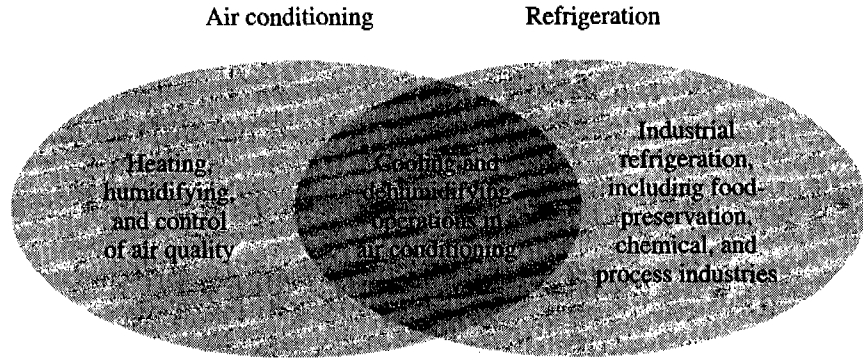 Air conditioning
Refrigeration
Heating,
humidifying,
and control
of air quality
Cooling and
dehumidifying
operations in
air conditioning
Industrial
refrigeration,
including food-
preservation,
chemical, and
process industries